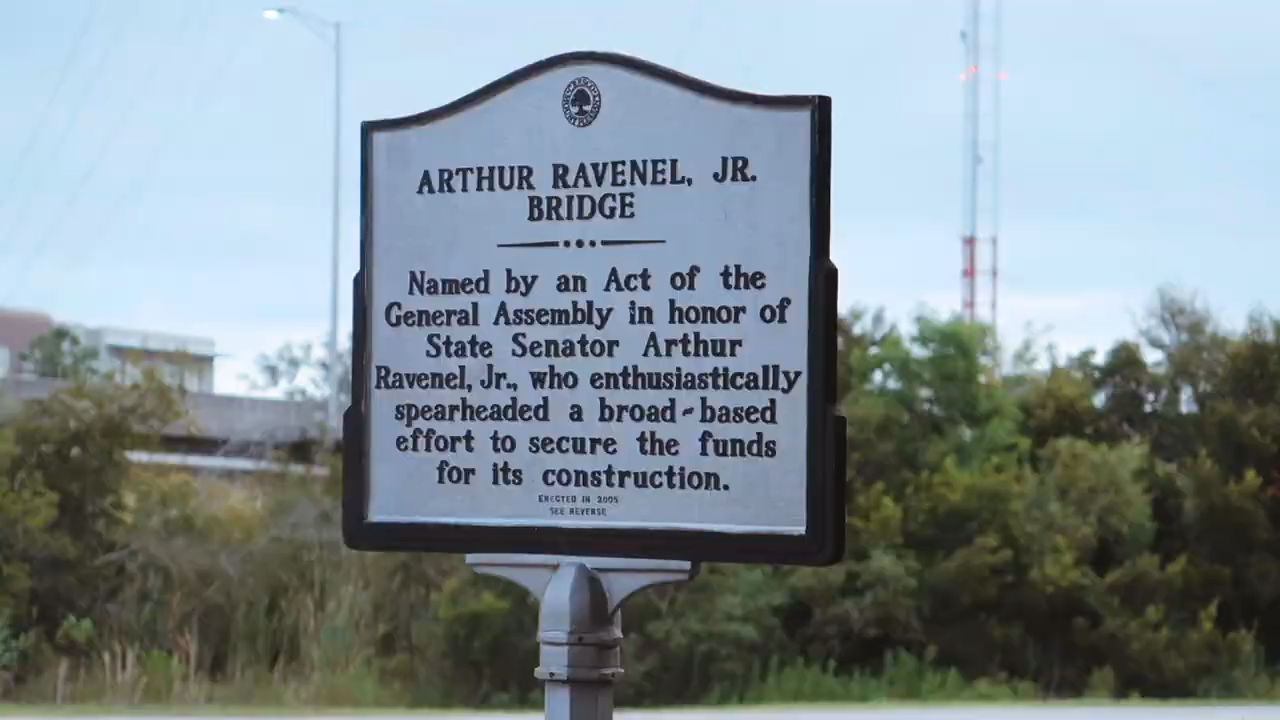 ARTHUR RAVENEL, JR.
BRIDGE
Named by an Act of the
General Assembly in honor of
State Senator Arthur
Ravenel, Jr., who enthusiastically
spearheaded a broad-based
effort to secure the funds
for its construction.
ERECTED IN 2005
SEE REVERSE